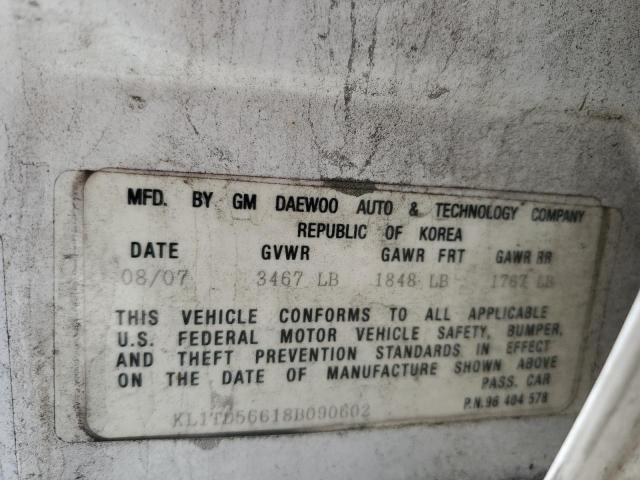 MFD. BY GM DAEWOO AUTO & TECHNOLOGY COMPANY
REPUBLIC OF KOREA
DATE GVWR GAWR FRT GAWR RR
08/07 3467 LB 1848 LB 1767 LB
THIS VEHICLE CONFORMS TO ALL APPLICABLE
U.S. FEDERAL MOTOR VEHICLE SAFETY, BUMPER,
AND THEFT PREVENTION STANDARDS IN EFFECT
ON THE DATE OF MANUFACTURE SHOWN ABOVE
PASS. CAR
KL1TD56618B090602
P.N.96 404 578